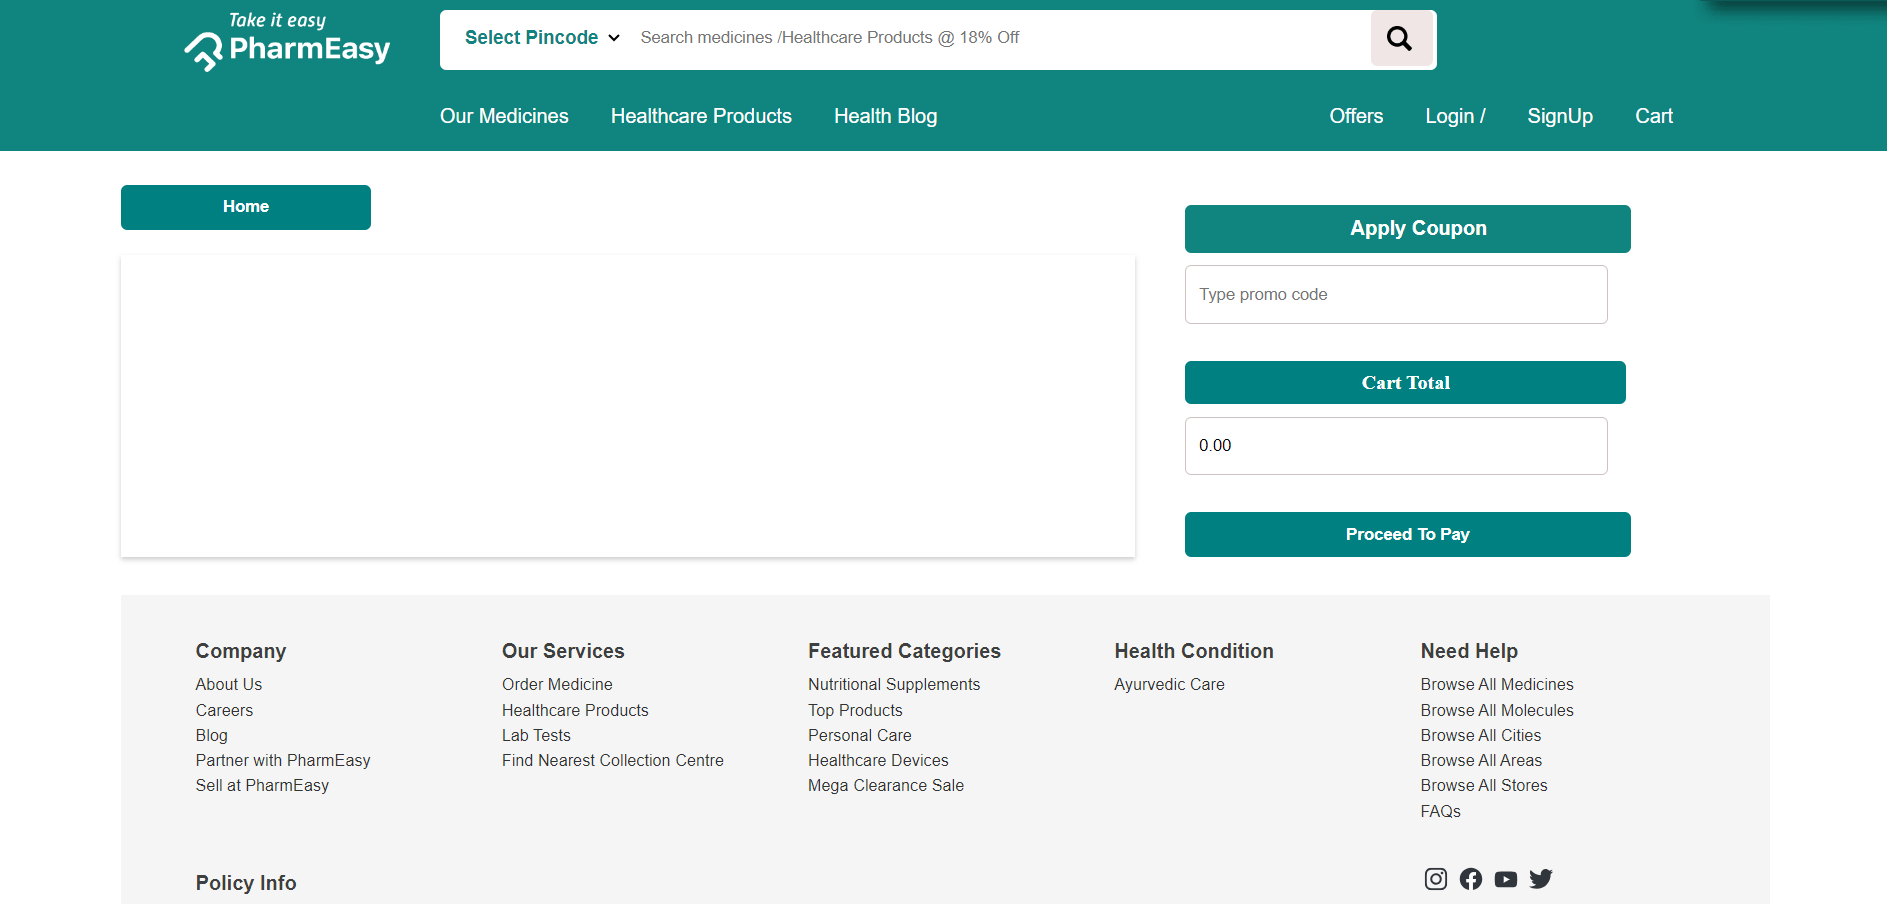 Take it easy
PharmEasy
Select Pincode
Search medicines /Healthcare Products @ 18% Off
Our Medicines
Healthcare Products
Health Blog
Offers
Login /
SignUp
Cart
Home
Apply Coupon
Type promo code
Cart Total
0.00
Proceed To Pay
Company
About Us
Careers
Blog
Partner with PharmEasy
Sell at PharmEasy
Our Services
Order Medicine
Healthcare Products
Lab Tests
Find Nearest Collection Centre
Featured Categories
Nutritional Supplements
Top Products
Personal Care
Healthcare Devices
Mega Clearance Sale
Health Condition
Ayurvedic Care
Need Help
Browse All Medicines
Browse All Molecules
Browse All Cities
Browse All Areas
Browse All Stores
FAQs
Policy Info